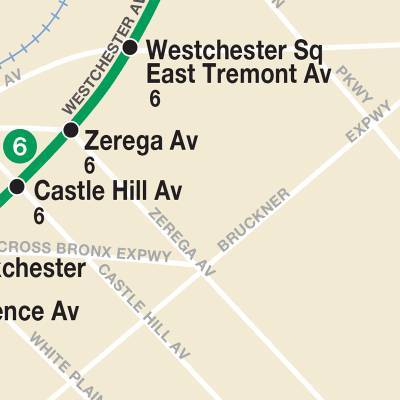 N
AV
WESTCHESTER AV
Westchester Sq
East Tremont Av
6
PKWY
EXPWY
6
Zerega Av
6
Castle Hill Av
6
ZEREGA AV
BRUCKNER
CROSS BRONX EXPWY
chester
CASTLE HILL AV
ence Av
WHITE PLAIN